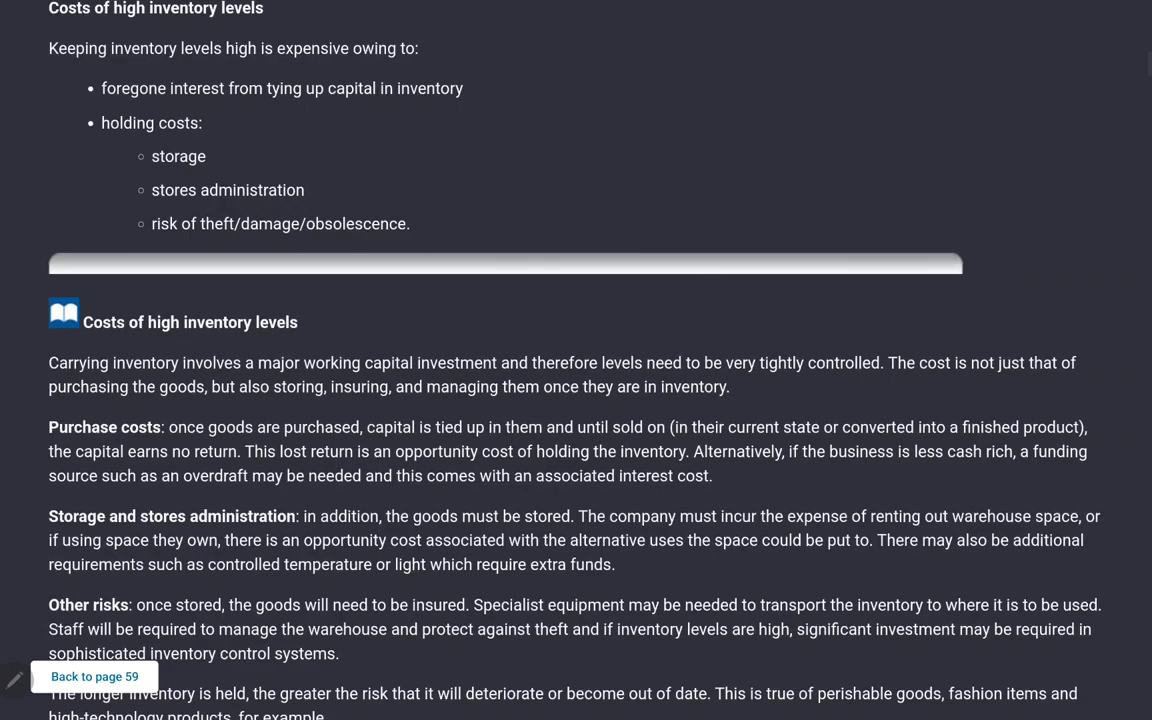 Costs of high inventory levels
Keeping inventory levels high is expensive owing to:
• foregone interest from tying up capital in inventory
• holding costs:
○ storage
○ stores administration
○ risk of theft/damage/obsolescence.
Costs of high inventory levels
Carrying inventory involves a major working capital investment and therefore levels need to be very tightly controlled. The cost is not just that of
purchasing the goods, but also storing, insuring, and managing them once they are in inventory.
Purchase costs: once goods are purchased, capital is tied up in them and until sold on (in their current state or converted into a finished product),
the capital earns no return. This lost return is an opportunity cost of holding the inventory. Alternatively, if the business is less cash rich, a funding
source such as an overdraft may be needed and this comes with an associated interest cost.
Storage and stores administration: in addition, the goods must be stored. The company must incur the expense of renting out warehouse space, or
if using space they own, there is an opportunity cost associated with the alternative uses the space could be put to. There may also be additional
requirements such as controlled temperature or light which require extra funds.
Other risks: once stored, the goods will need to be insured. Specialist equipment may be needed to transport the inventory to where it is to be used.
Staff will be required to manage the warehouse and protect against theft and if inventory levels are high, significant investment may be required in
sophisticated inventory control systems.
Back to page 59
The longer inventory is held, the greater the risk that it will deteriorate or become out of date. This is true of perishable goods, fashion items and
high-technology products, for example.